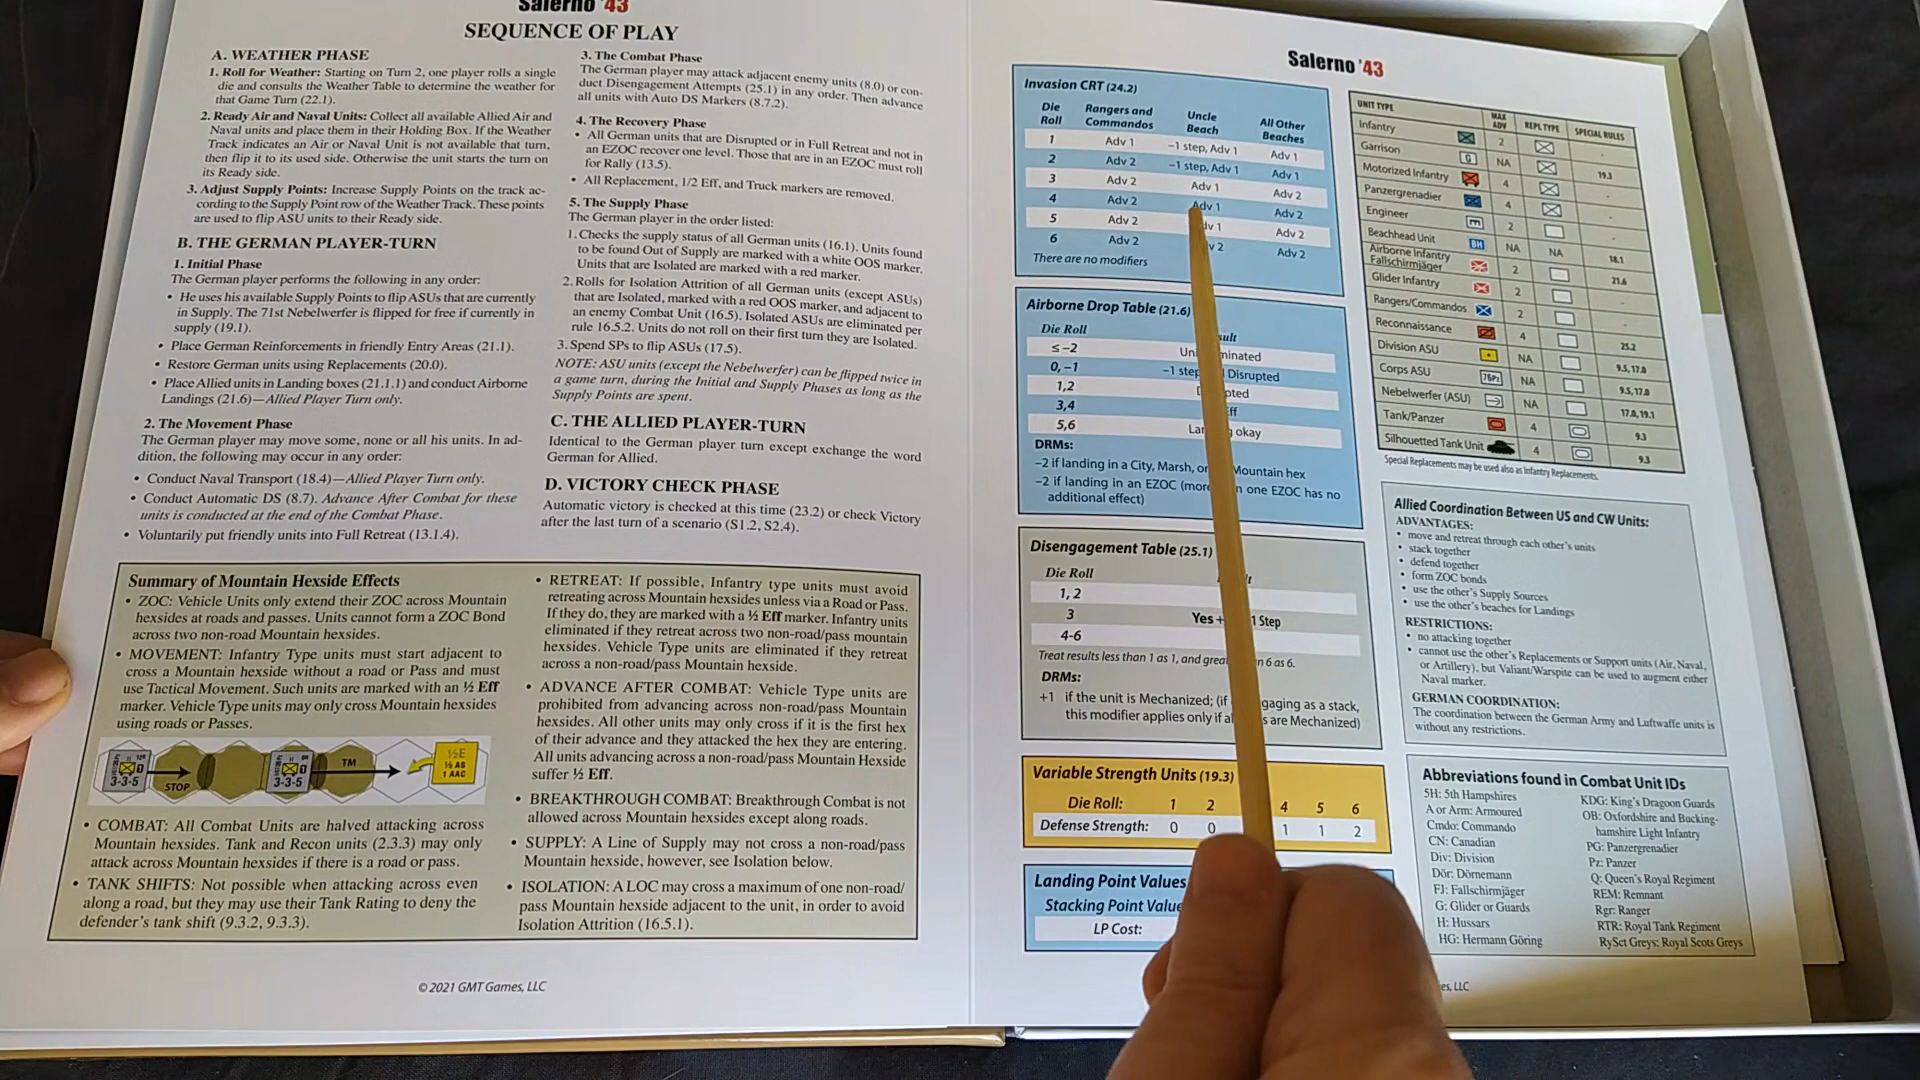 Salerno '43
SEQUENCE OF PLAY
A. WEATHER PHASE
1. Roll for Weather: Starting on Turn 2, one player rolls a single
die and consults the Weather Table to determine the weather for
that Game Turn (22.1).
2. Ready Air and Naval Units: Collect all available Allied Air and
Naval units and place them in their Holding Box. If the Weather
Track indicates an Air or Naval Unit is not available that turn,
then flip it to its used side. Otherwise the unit starts the turn on
its Ready side.
3. Adjust Supply Points: Increase Supply Points on the track ac-
cording to the Supply Point row of the Weather Track. These points
are used to flip ASU units to their Ready side.
B. THE GERMAN PLAYER-TURN
1. Initial Phase
The German player performs the following in any order:
• He uses his available Supply Points to flip ASUs that are currently
in Supply. The 71st Nebelwerfer is flipped for free if currently in
supply (19.1).
• Place German Reinforcements in friendly Entry Areas (21.1).
• Restore German units using Replacements (20.0).
• Place Allied units in Landing boxes (21.1.1) and conduct Airborne
Landings (21.6)—Allied Player Turn only.
2. The Movement Phase
The German player may move some, none or all his units. In ad-
dition, the following may occur in any order:
• Conduct Naval Transport (18.4)—Allied Player Turn only.
• Conduct Automatic DS (8.7). Advance After Combat for these
units is conducted at the end of the Combat Phase.
• Voluntarily put friendly units into Full Retreat (13.1.4).
3. The Combat Phase
The German player may attack adjacent enemy units (8.0) or con-
duct Disengagement Attempts (25.1) in any order. Then advance
all units with Auto DS Markers (8.7.2).
4. The Recovery Phase
• All German units that are Disrupted or in Full Retreat and not in
an EZOC recover one level. Those that are in an EZOC must roll
for Rally (13.5).
• All Replacement, 1/2 Eff, and Truck markers are removed.
5. The Supply Phase
The German player in the order listed:
1. Checks the supply status of all German units (16.1). Units found
to be found Out of Supply are marked with a white OOS marker.
Units that are Isolated are marked with a red marker.
2. Rolls for Isolation Attrition of all German units (except ASUs)
that are Isolated, marked with a red OOS marker, and adjacent to
an enemy Combat Unit (16.5). Isolated ASUs are eliminated per
rule 16.5.2. Units do not roll on their first turn they are Isolated.
3. Spend SPs to flip ASUs (17.5).
NOTE: ASU units (except the Nebelwerfer) can be flipped twice in
a game turn, during the Initial and Supply Phases as long as the
Supply Points are spent.
C. THE ALLIED PLAYER-TURN
Identical to the German player turn except exchange the word
German for Allied.
D. VICTORY CHECK PHASE
Automatic victory is checked at this time (23.2) or check Victory
after the last turn of a scenario (S1.2, S2.4).
Summary of Mountain Hexside Effects
• ZOC: Vehicle Units only extend their ZOC across Mountain
hexsides at roads and passes. Units cannot form a ZOC Bond
across two non-road Mountain hexsides.
• MOVEMENT: Infantry Type units must start adjacent to
cross a Mountain hexside without a road or Pass and must
use Tactical Movement. Such units are marked with an ½ Eff
marker. Vehicle Type units may only cross Mountain hexsides
using roads or Passes.
3-3-5 STOP 3-3-5 TM ½E
½ AS
1 AAC
• COMBAT: All Combat Units are halved attacking across
Mountain hexsides. Tank and Recon units (2.3.3) may only
attack across Mountain hexsides if there is a road or pass.
• TANK SHIFTS: Not possible when attacking across even
along a road, but they may use their Tank Rating to deny the
defender's tank shift (9.3.2, 9.3.3).
• RETREAT: If possible, Infantry type units must avoid
retreating across Mountain hexsides unless via a Road or Pass.
If they do, they are marked with a ½ Eff marker. Infantry units
eliminated if they retreat across two non-road/pass mountain
hexsides. Vehicle Type units are eliminated if they retreat
across a non-road/pass Mountain hexside.
• ADVANCE AFTER COMBAT: Vehicle Type units are
prohibited from advancing across non-road/pass Mountain
hexsides. All other units may only cross if it is the first hex
of their advance and they attacked the hex they are entering.
All units advancing across a non-road/pass Mountain Hexside
suffer ½ Eff.
• BREAKTHROUGH COMBAT: Breakthrough Combat is not
allowed across Mountain hexsides except along roads.
• SUPPLY: A Line of Supply may not cross a non-road/pass
Mountain hexside, however, see Isolation below.
• ISOLATION: A LOC may cross a maximum of one non-road/
pass Mountain hexside adjacent to the unit, in order to avoid
Isolation Attrition (16.5.1).
© 2021 GMT Games, LLC
Salerno '43
Invasion CRT (24.2)
Die Roll Rangers and Commandos Uncle Beach All Other Beaches
1 Adv 1 –1 step, Adv 1 Adv 1
2 Adv 2 –1 step, Adv 1 Adv 1
3 Adv 2 Adv 1 Adv 2
4 Adv 2 Adv 1 Adv 2
5 Adv 2 dv 1 Adv 2
6 Adv 2 v 2 Adv 2
There are no modifiers
Airborne Drop Table (21.6)
Die Roll sult
≤ –2 Uni minated
0, –1 –1 step Disrupted
1,2 D pted
3,4 ff
5,6 Lan okay
DRMs:
–2 if landing in a City, Marsh, or Mountain hex
–2 if landing in an EZOC (more n one EZOC has no
additional effect)
Disengagement Table (25.1)
Die Roll
1, 2
3 Yes + 1 Step
4-6
Treat results less than 1 as 1, and grea n 6 as 6.
DRMs:
+1 if the unit is Mechanized; (if gaging as a stack,
this modifier applies only if al s are Mechanized)
Variable Strength Units (19.3)
Die Roll: 1 2 4 5 6
Defense Strength: 0 0 1 1 2
Landing Point Values
Stacking Point Value
LP Cost:
UNIT TYPE MAX ADV REPL TYPE SPECIAL RULES
Infantry 2 -
Garrison G NA 19.3
Motorized Infantry 4 -
Panzergrenadier 4 -
Engineer 2 -
Beachhead Unit BH NA NA 18.1
Airborne Infantry
Fallschirmjäger 2 21.6
Glider Infantry 2 -
Rangers/Commandos 2 -
Reconnaissance 4 25.2
Division ASU NA 9.5, 17.0
Corps ASU 76Pz NA 9.5, 17.0
Nebelwerfer (ASU) NA 17.0, 19.1
Tank/Panzer 4 9.3
Silhouetted Tank Unit 4 9.3
Special Replacements may be used also as Infantry Replacements.
Allied Coordination Between US and CW Units:
ADVANTAGES:
• move and retreat through each other's units
• stack together
• defend together
• form ZOC bonds
• use the other's Supply Sources
• use the other's beaches for Landings
RESTRICTIONS:
• no attacking together
• cannot use the other's Replacements or Support units (Air, Naval,
or Artillery), but Valiant/Warspite can be used to augment either
Naval marker.
GERMAN COORDINATION:
The coordination between the German Army and Luftwaffe units is
without any restrictions.
Abbreviations found in Combat Unit IDs
5H: 5th Hampshires
A or Arm: Armoured
Cmdo: Commando
CN: Canadian
Div: Division
Dör: Dörnemann
FJ: Fallschirmjäger
G: Glider or Guards
H: Hussars
HG: Hermann Göring
KDG: King's Dragoon Guards
OB: Oxfordshire and Bucking-
hamshire Light Infantry
PG: Panzergrenadier
Pz: Panzer
Q: Queen's Royal Regiment
REM: Remnant
Rgr: Ranger
RTR: Royal Tank Regiment
RySct Greys: Royal Scots Greys
es, LLC